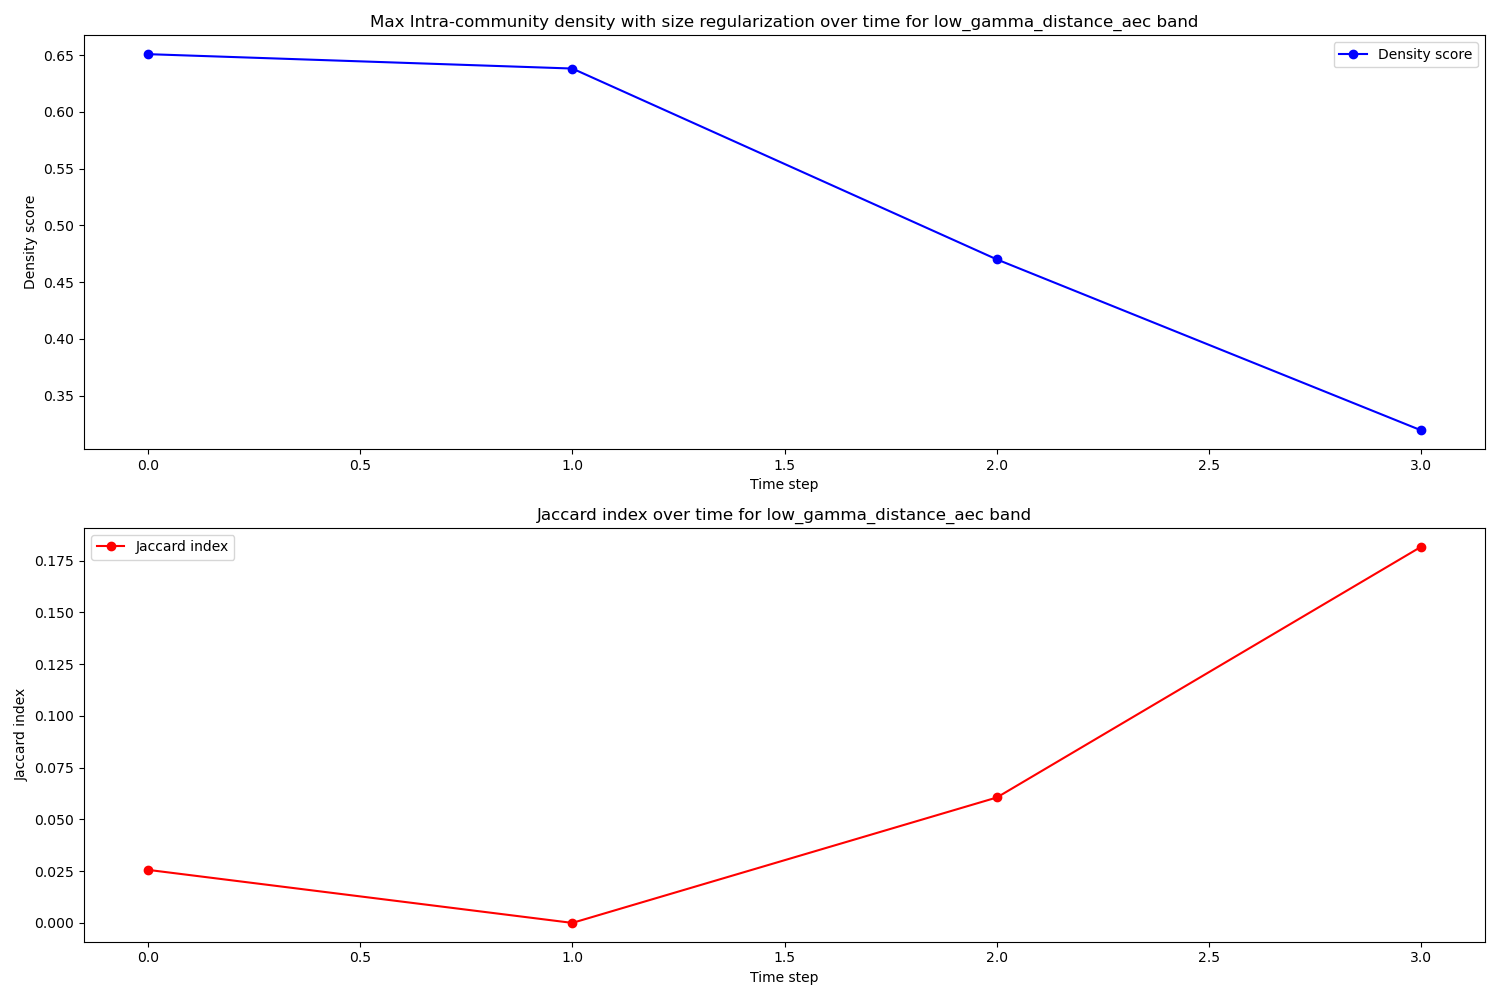 Max Intra-community density with size regularization over time for low_gamma_distance_aec band
Density score
0.65
0.60
0.55
0.50
0.45
0.40
0.35
Density score
0.0 0.5 1.0 1.5 2.0 2.5 3.0
Time step
Jaccard index over time for low_gamma_distance_aec band
Jaccard index
0.175
0.150
0.125
0.100
0.075
0.050
0.025
0.000
Jaccard index
0.0 0.5 1.0 1.5 2.0 2.5 3.0
Time step